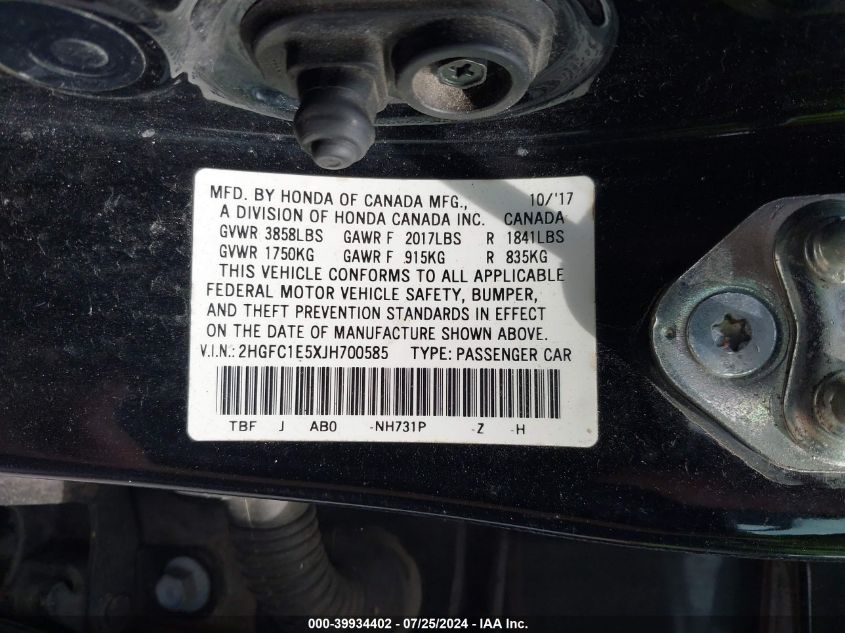 MFD. BY HONDA OF CANADA MFG., 10/'17
A DIVISION OF HONDA CANADA INC. CANADA
GVWR 3858LBS GAWR F 2017LBS R 1841LBS
GVWR 1750KG GAWR F 915KG R 835KG
THIS VEHICLE CONFORMS TO ALL APPLICABLE
FEDERAL MOTOR VEHICLE SAFETY, BUMPER,
AND THEFT PREVENTION STANDARDS IN EFFECT
ON THE DATE OF MANUFACTURE SHOWN ABOVE.
V.I.N.: 2HGFC1E5XJH700585 TYPE: PASSENGER CAR
TBF J AB0 -NH731P -Z -H
000-39934402 - 07/25/2024 - IAA Inc.